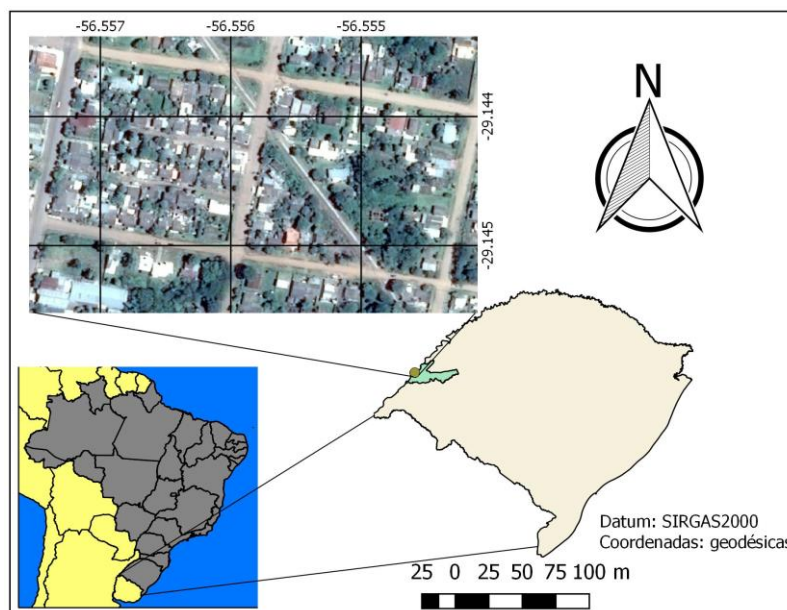 -56.557 -56.556 -56.555
-29.144
-29.145
N
Datum: SIRGAS2000
Coordenadas: geodésicas
25 0 25 50 75 100 m